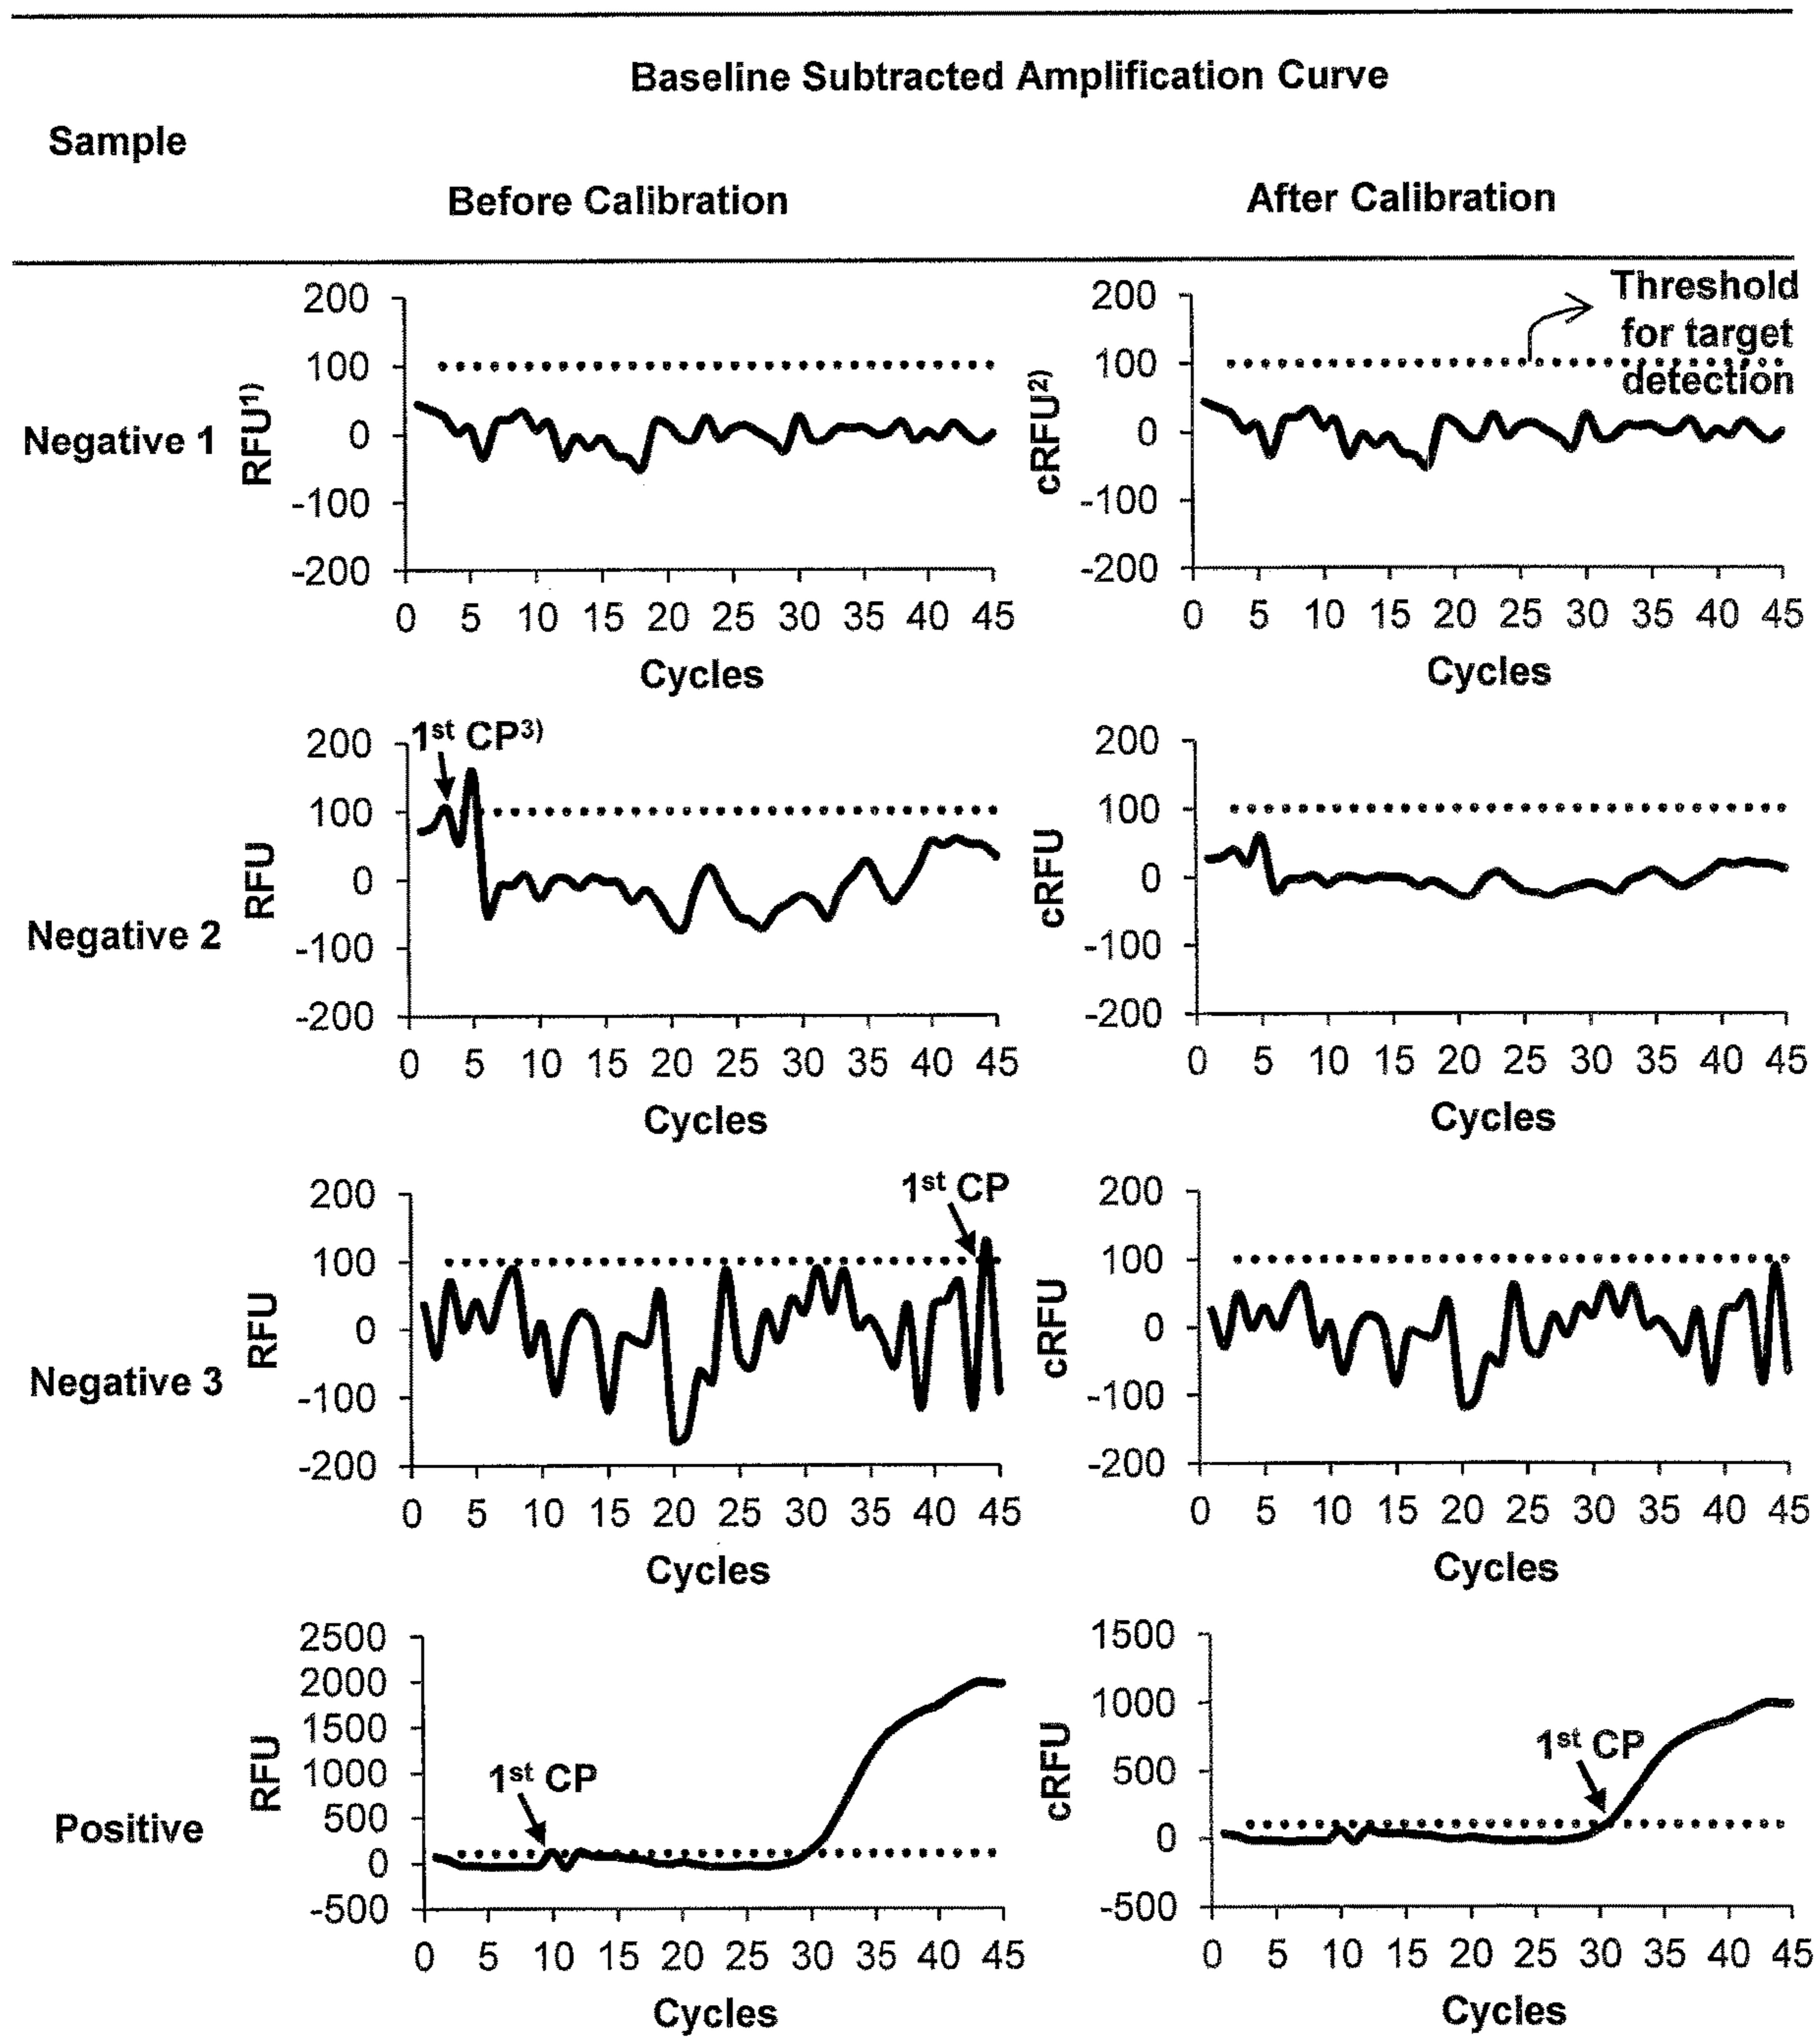 Baseline Subtracted Amplification Curve
Sample
Before Calibration
After Calibration
Negative 1
RFU1)
200
100
0
-100
-200
0 5 10 15 20 25 30 35 40 45
Cycles
cRFU2)
200
100
0
-100
-200
0 5 10 15 20 25 30 35 40 45
Cycles
Threshold
for target
detection
Negative 2
RFU
200
100
0
-100
-200
1st CP3)
0 5 10 15 20 25 30 35 40 45
Cycles
cRFU
200
100
0
-100
-200
0 5 10 15 20 25 30 35 40 45
Cycles
Negative 3
RFU
200
100
0
-100
-200
1st CP
0 5 10 15 20 25 30 35 40 45
Cycles
cRFU
200
100
0
-100
-200
0 5 10 15 20 25 30 35 40 45
Cycles
Positive
RFU
2500
2000
1500
1000
500
0
-500
1st CP
0 5 10 15 20 25 30 35 40 45
Cycles
cRFU
1500
1000
500
0
-500
1st CP
0 5 10 15 20 25 30 35 40 45
Cycles